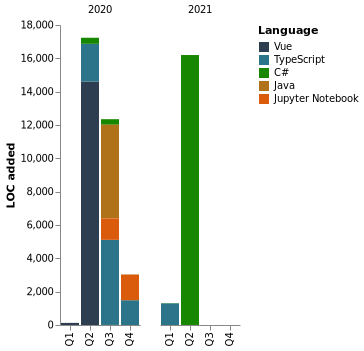 2020 2021
Language
Vue
TypeScript
C#
Java
Jupyter Notebook
LOC added
18,000
16,000
14,000
12,000
10,000
8,000
6,000
4,000
2,000
0
Q1 Q2 Q3 Q4 Q1 Q2 Q3 Q4